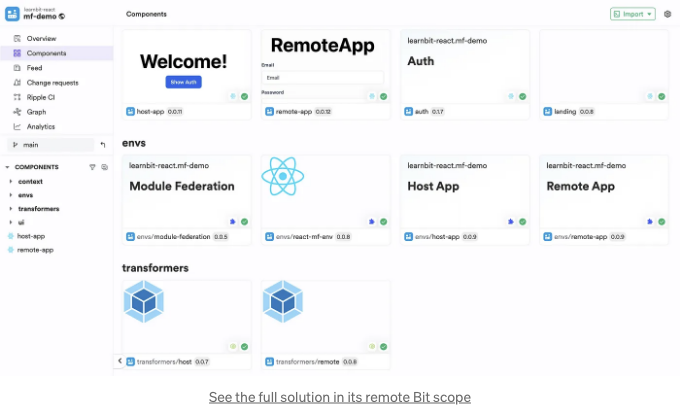 learnbit-react
mf-demo
Components
Import
Overview
Components
Feed
Change requests
Ripple CI
Graph
Analytics
main
COMPONENTS
context
envs
transformers
ui
host-app
remote-app
Welcome!
Show Auth
host-app 0.0.11
RemoteApp
Email
Email
Password
remote-app 0.0.12
learnbit-react.mf-demo
Auth
auth 0.1.7
landing 0.0.8
envs
learnbit-react.mf-demo
Module Federation
envs/module-federation 0.0.5
envs/react-mf-env 0.0.8
learnbit-react.mf-demo
Host App
envs/host-app 0.0.9
learnbit-react.mf-demo
Remote App
envs/remote-app 0.0.9
transformers
transformers/host 0.0.7
transformers/remote 0.0.8
See the full solution in its remote Bit scope